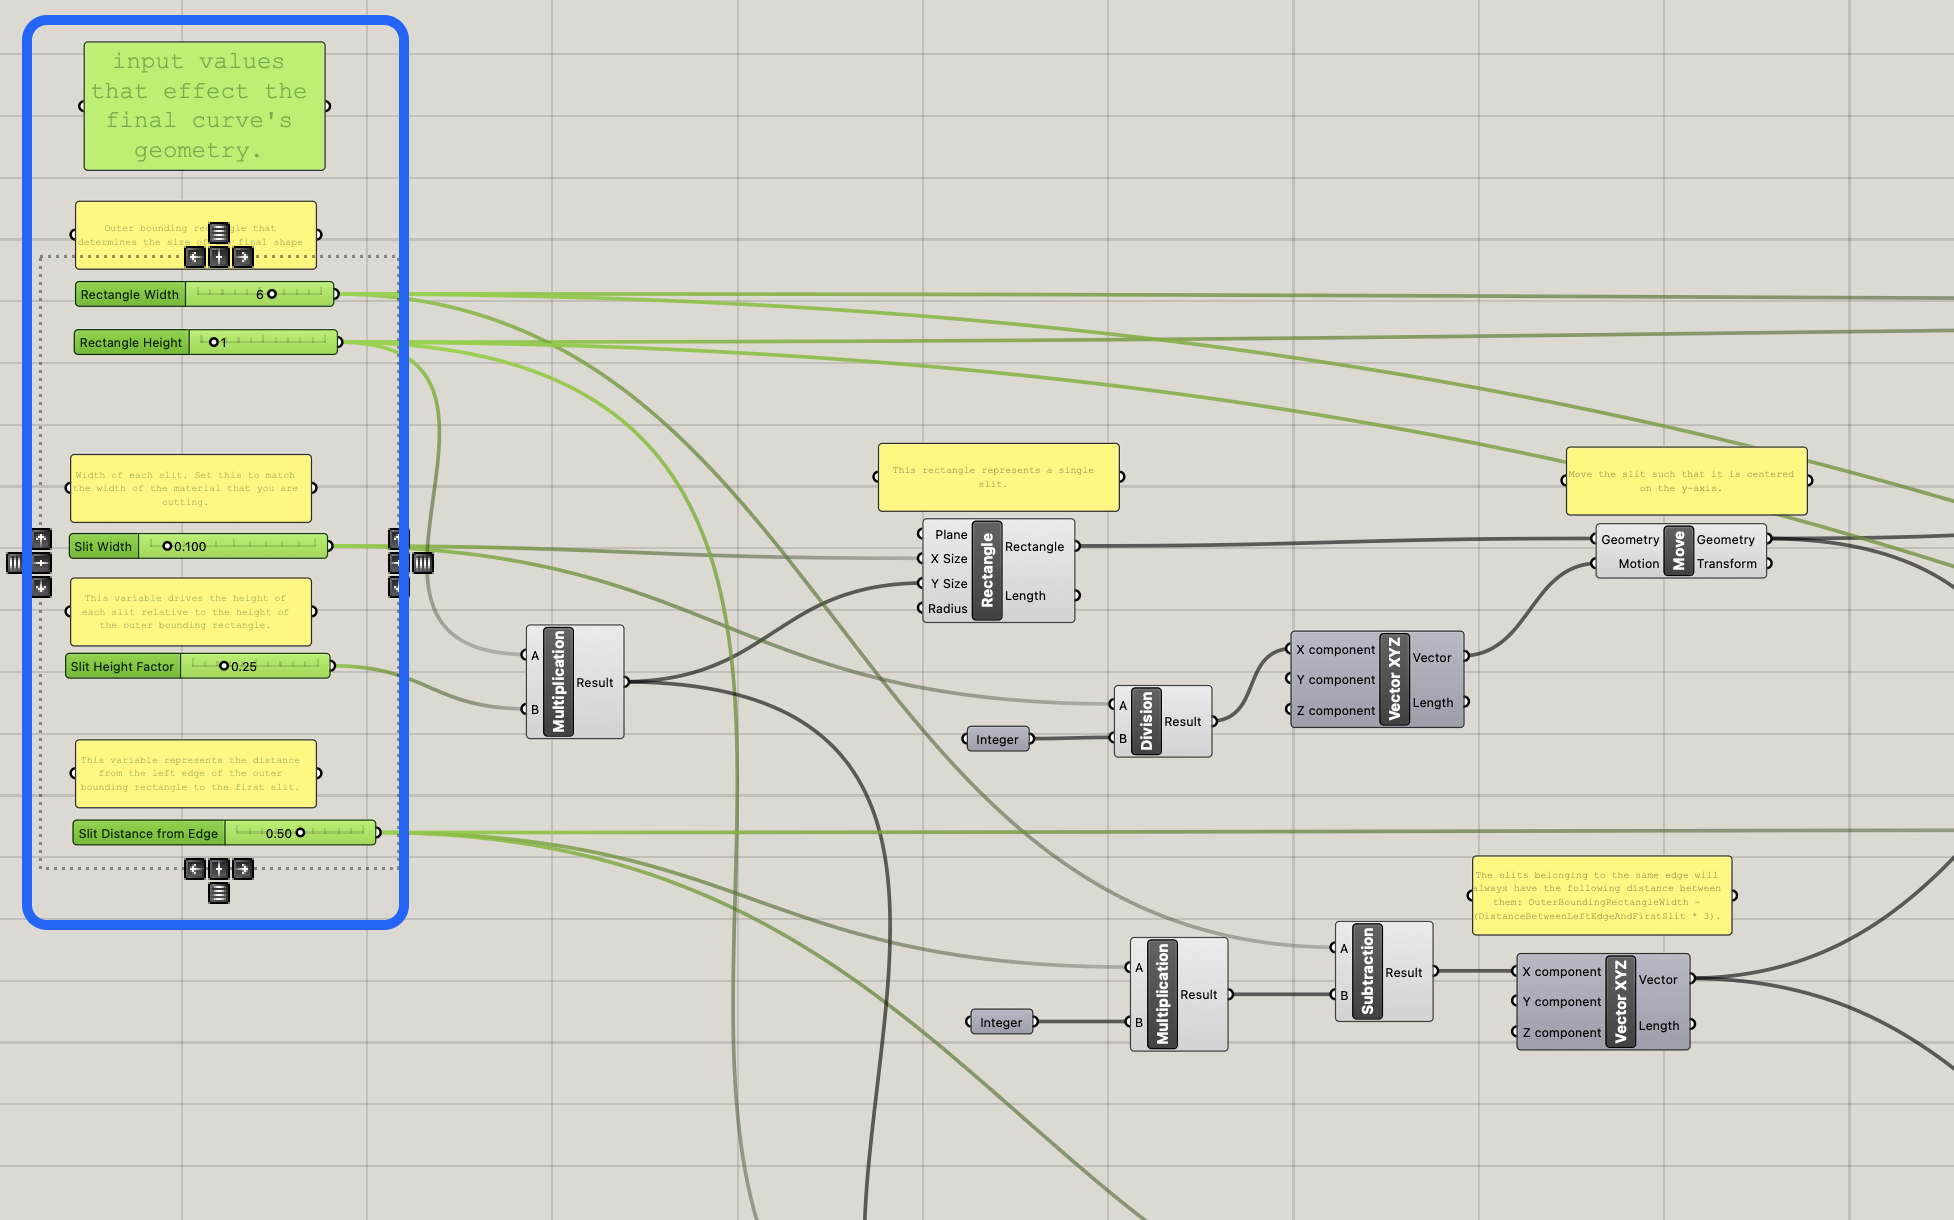 input values
that effect the
final curve's
geometry.
Outer bounding
that
determines the size
final shape
Rectangle Width
6
Rectangle Height
1
Width of each slit. Set this to match
the width of the material that you are
cutting.
Slit Width
0.100
This variable drives the height of
each slit relative to the height of
the outer bounding rectangle.
Slit Height Factor
0.25
This variable represents the distance
from the left edge of the outer
bounding rectangle to the first slit.
Slit Distance from Edge
0.50
A
B
Multiplication
Result
This rectangle represents a single
slit.
Plane
X Size
Y Size
Radius
Rectangle
Rectangle
Length
Integer
A
B
Division
Result
X component
Y component
Z component
Vector XYZ
Vector
Length
Move the slit such that it is centered
on the y-axis.
Geometry
Motion
Move
Geometry
Transform
Integer
A
B
Multiplication
Result
A
B
Subtraction
Result
The slits belonging to the same edge will
always have the following distance between
them: OuterBoundingRectangleWidth -
(DistanceBetweenLeftEdgeAndFirstSlit * 3).
X component
Y component
Z component
Vector XYZ
Vector
Length